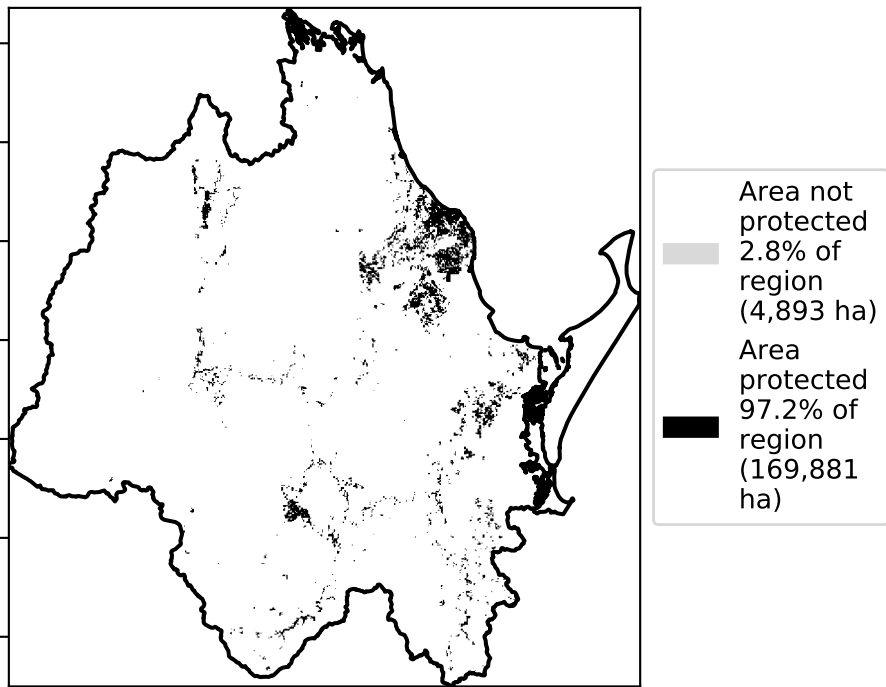 Area not
protected
2.8% of
region
(4,893 ha)
Area
protected
97.2% of
region
(169,881
ha)